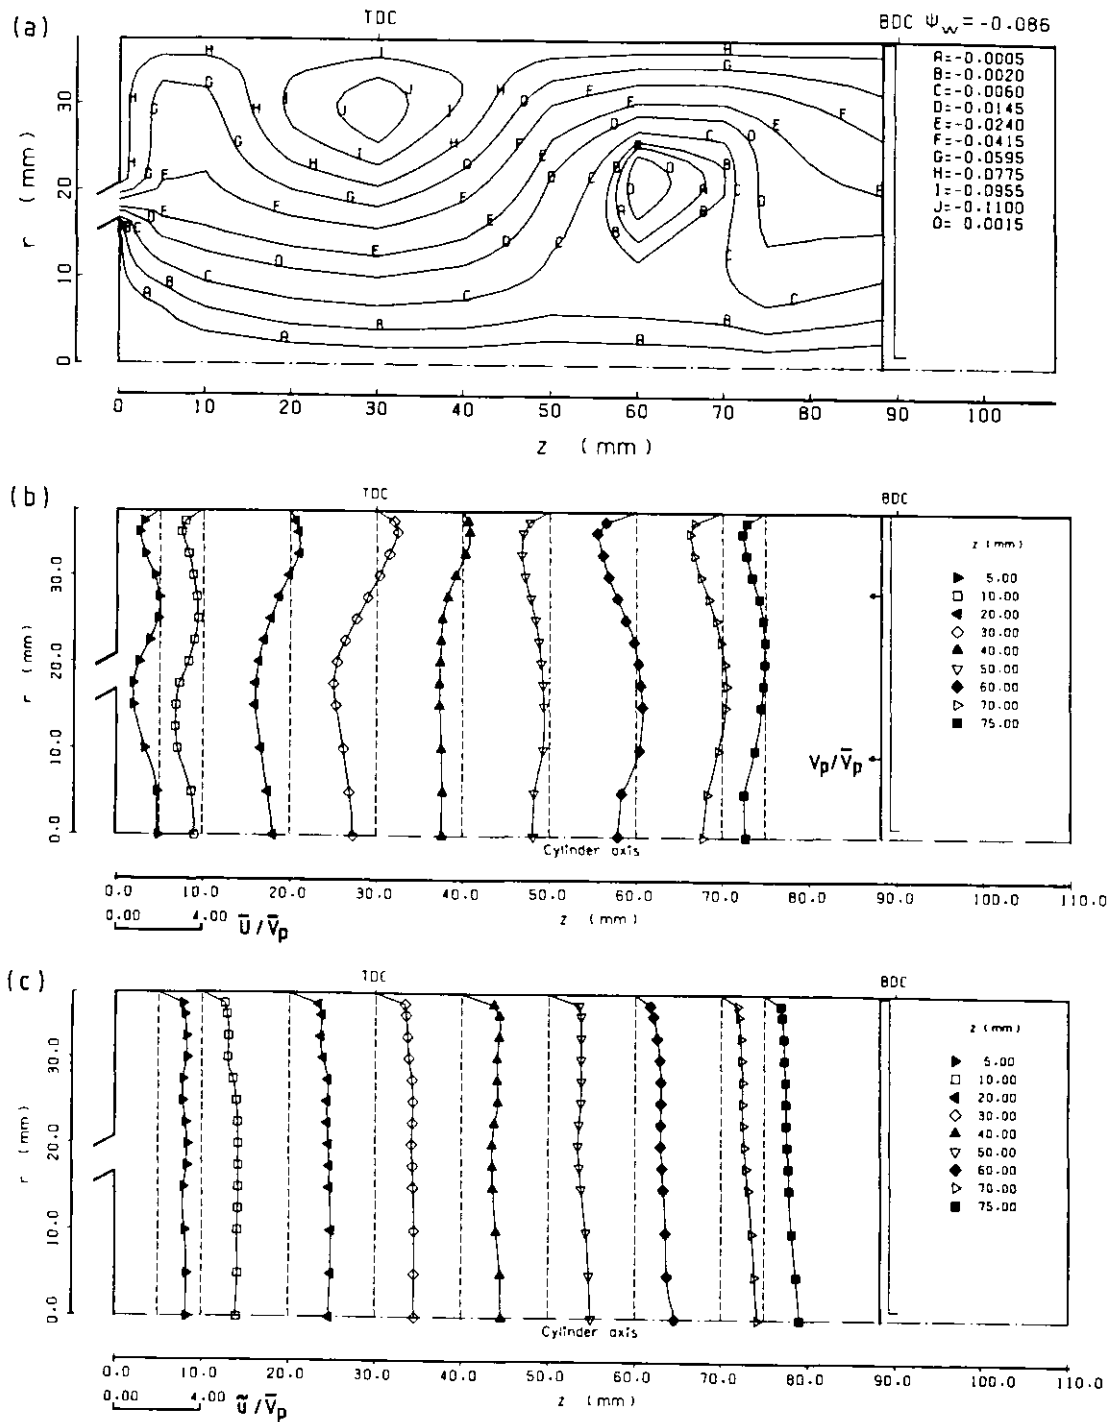 (a)
TDC
BDC ψw = -0.086
A=-0.0005
B=-0.0020
C=-0.0060
D=-0.0145
E=-0.0240
F=-0.0415
G=-0.0595
H=-0.0775
I=-0.0955
J=-0.1100
O= 0.0015
r (mm)
0 10 20 30
0 10 20 30 40 50 60 70 80 90 100
z (mm)
(b)
TDC
BDC
z (mm)
5.00
10.00
20.00
30.00
40.00
50.00
60.00
70.00
75.00
Vp/V̄p
r (mm)
0.0 10.0 20.0 30.0
Cylinder axis
0.0 10.0 20.0 30.0 40.0 50.0 60.0 70.0 80.0 90.0 100.0 110.0
z (mm)
0.00 4.00 Ū/V̄p
(c)
TDC
BDC
z (mm)
5.00
10.00
20.00
30.00
40.00
50.00
60.00
70.00
75.00
r (mm)
0.0 10.0 20.0 30.0
Cylinder axis
0.0 10.0 20.0 30.0 40.0 50.0 60.0 70.0 80.0 90.0 100.0 110.0
z (mm)
0.00 4.00 ũ/V̄p